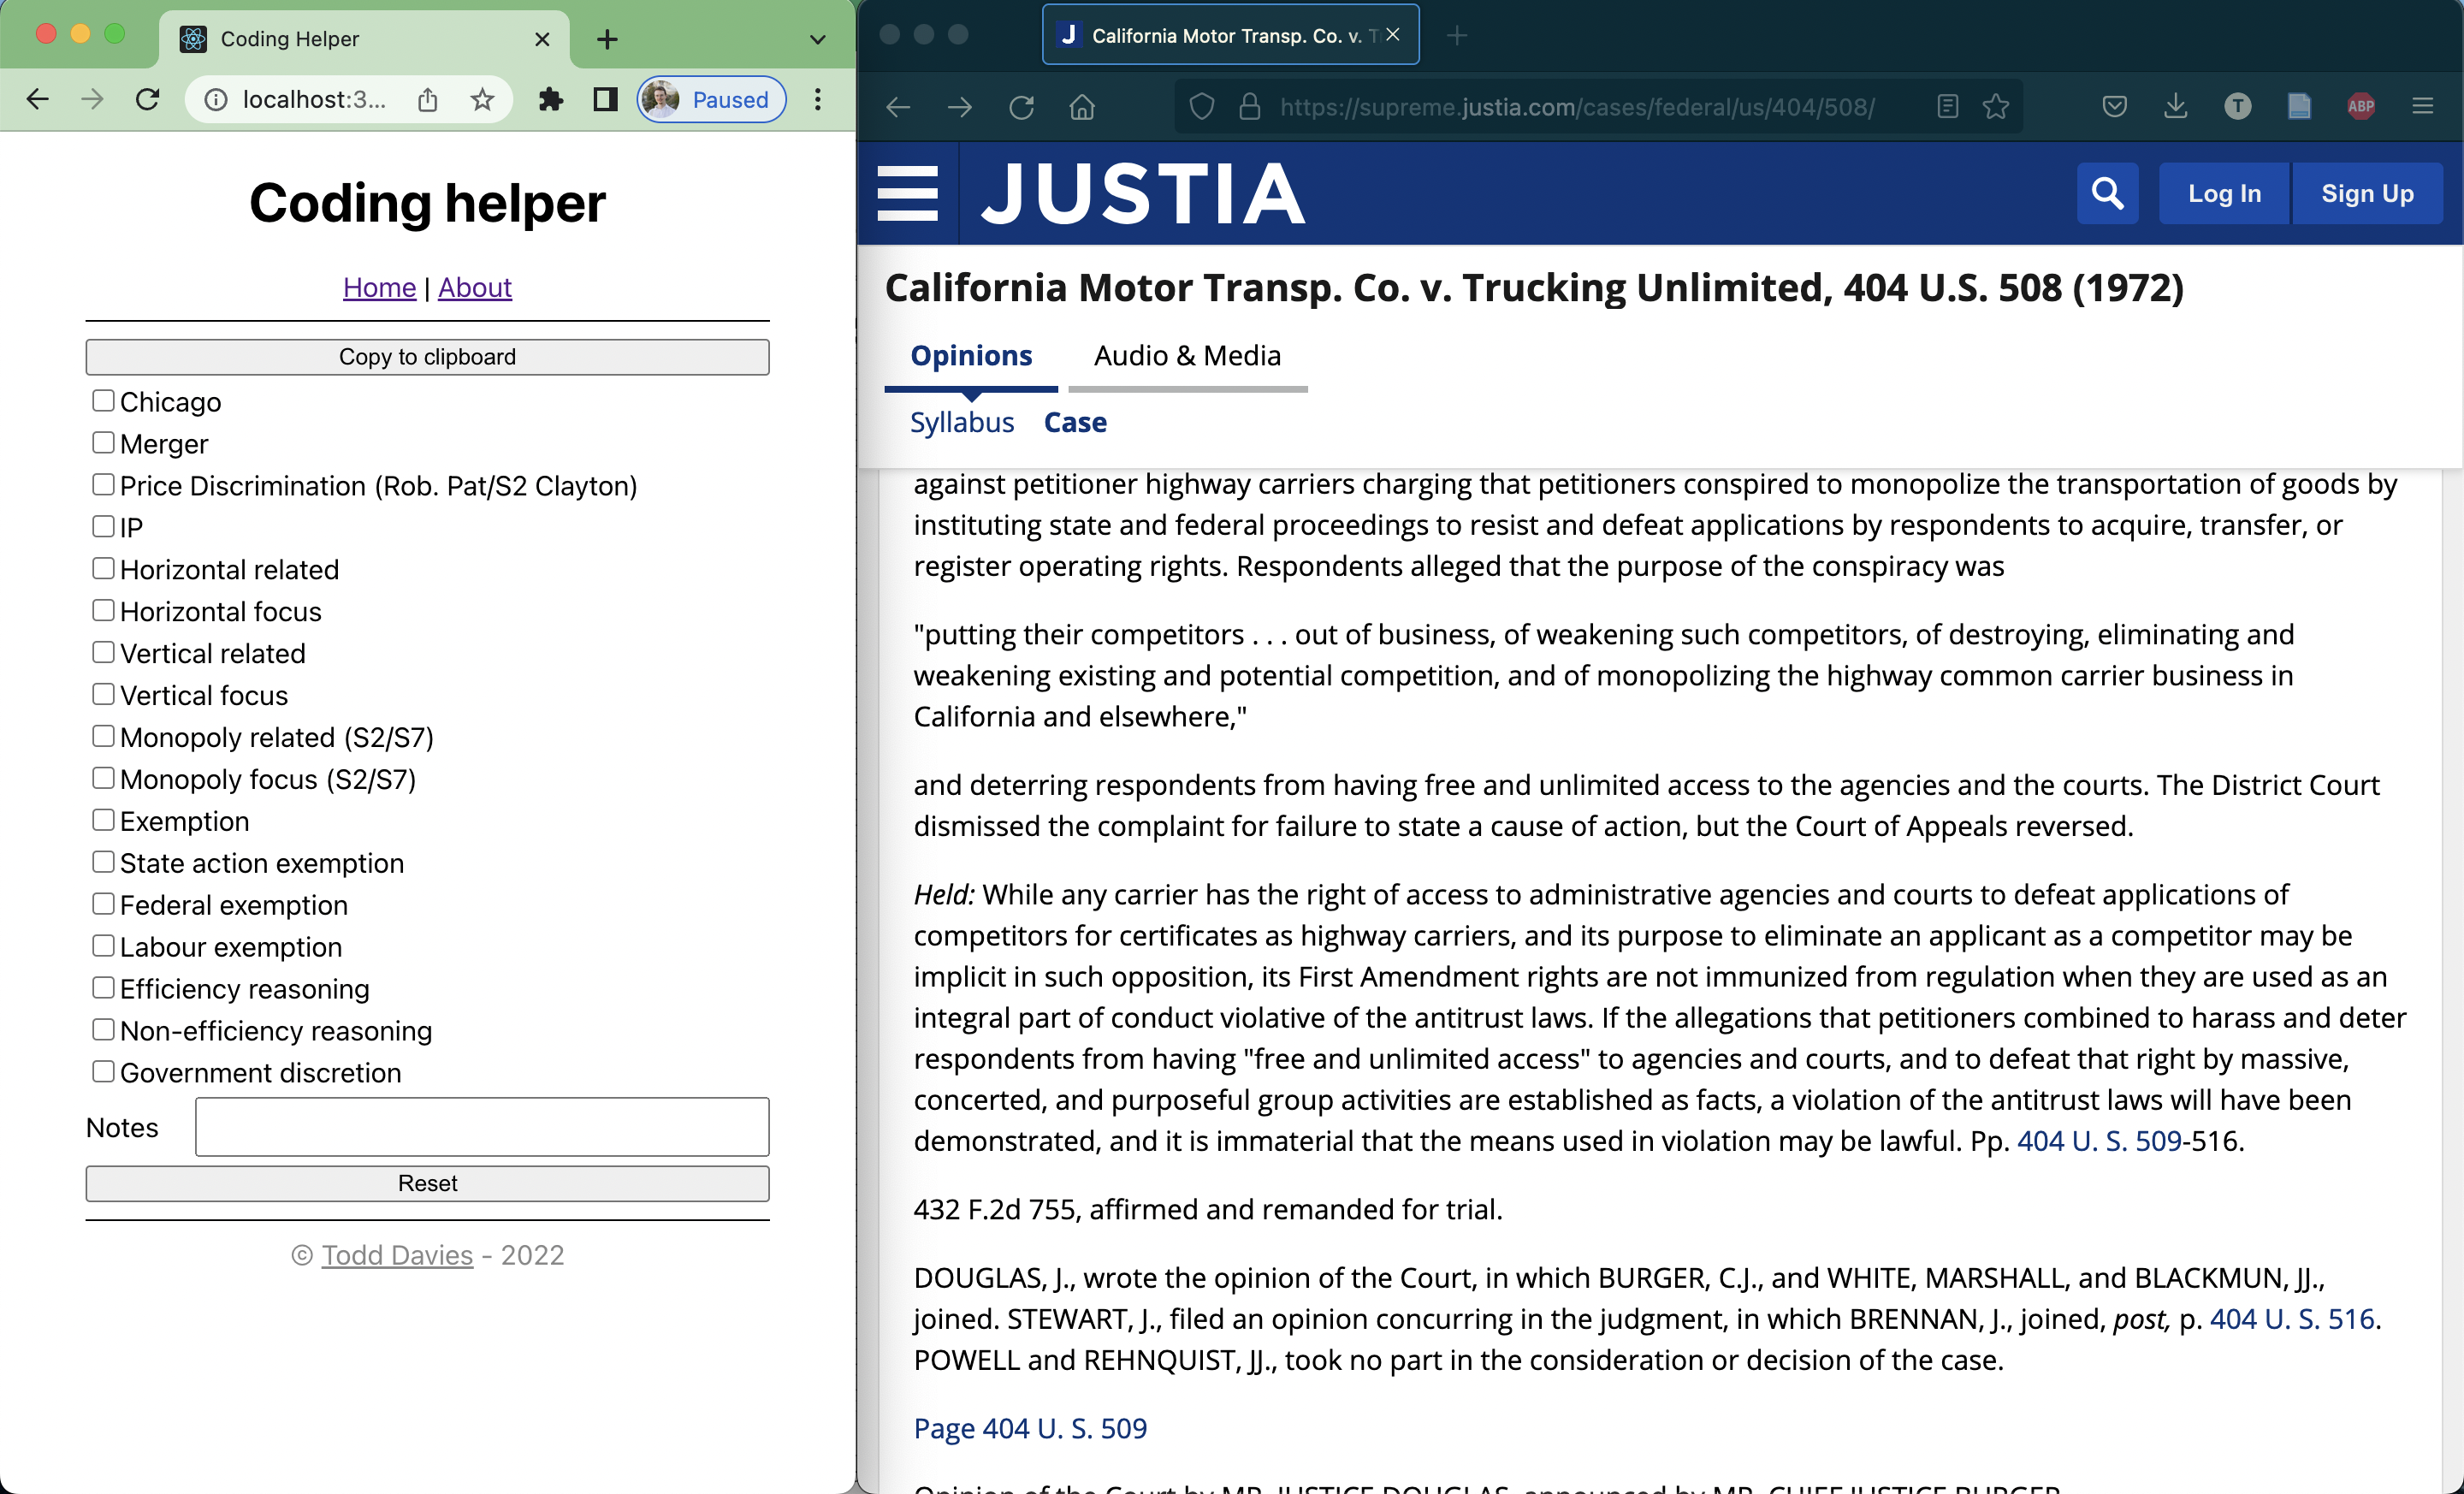 Coding Helper
localhost:3...
Paused
Coding helper
Home | About
Copy to clipboard
Chicago
Merger
Price Discrimination (Rob. Pat/S2 Clayton)
IP
Horizontal related
Horizontal focus
Vertical related
Vertical focus
Monopoly related (S2/S7)
Monopoly focus (S2/S7)
Exemption
State action exemption
Federal exemption
Labour exemption
Efficiency reasoning
Non-efficiency reasoning
Government discretion
Notes
Reset
© Todd Davies - 2022
J California Motor Transp. Co. v. T
https://supreme.justia.com/cases/federal/us/404/508/
T
ABP
JUSTIA
Log In
Sign Up
California Motor Transp. Co. v. Trucking Unlimited, 404 U.S. 508 (1972)
Opinions Audio & Media
Syllabus Case
against petitioner highway carriers charging that petitioners conspired to monopolize the transportation of goods by
instituting state and federal proceedings to resist and defeat applications by respondents to acquire, transfer, or
register operating rights. Respondents alleged that the purpose of the conspiracy was
"putting their competitors . . . out of business, of weakening such competitors, of destroying, eliminating and
weakening existing and potential competition, and of monopolizing the highway common carrier business in
California and elsewhere,"
and deterring respondents from having free and unlimited access to the agencies and the courts. The District Court
dismissed the complaint for failure to state a cause of action, but the Court of Appeals reversed.
Held: While any carrier has the right of access to administrative agencies and courts to defeat applications of
competitors for certificates as highway carriers, and its purpose to eliminate an applicant as a competitor may be
implicit in such opposition, its First Amendment rights are not immunized from regulation when they are used as an
integral part of conduct violative of the antitrust laws. If the allegations that petitioners combined to harass and deter
respondents from having "free and unlimited access" to agencies and courts, and to defeat that right by massive,
concerted, and purposeful group activities are established as facts, a violation of the antitrust laws will have been
demonstrated, and it is immaterial that the means used in violation may be lawful. Pp. 404 U. S. 509-516.
432 F.2d 755, affirmed and remanded for trial.
DOUGLAS, J., wrote the opinion of the Court, in which BURGER, C.J., and WHITE, MARSHALL, and BLACKMUN, JJ.,
joined. STEWART, J., filed an opinion concurring in the judgment, in which BRENNAN, J., joined, post, p. 404 U. S. 516.
POWELL and REHNQUIST, JJ., took no part in the consideration or decision of the case.
Page 404 U. S. 509
Opinion of the Court by MR. JUSTICE DOUGLAS, announced by MR. CHIEF JUSTICE BURGER